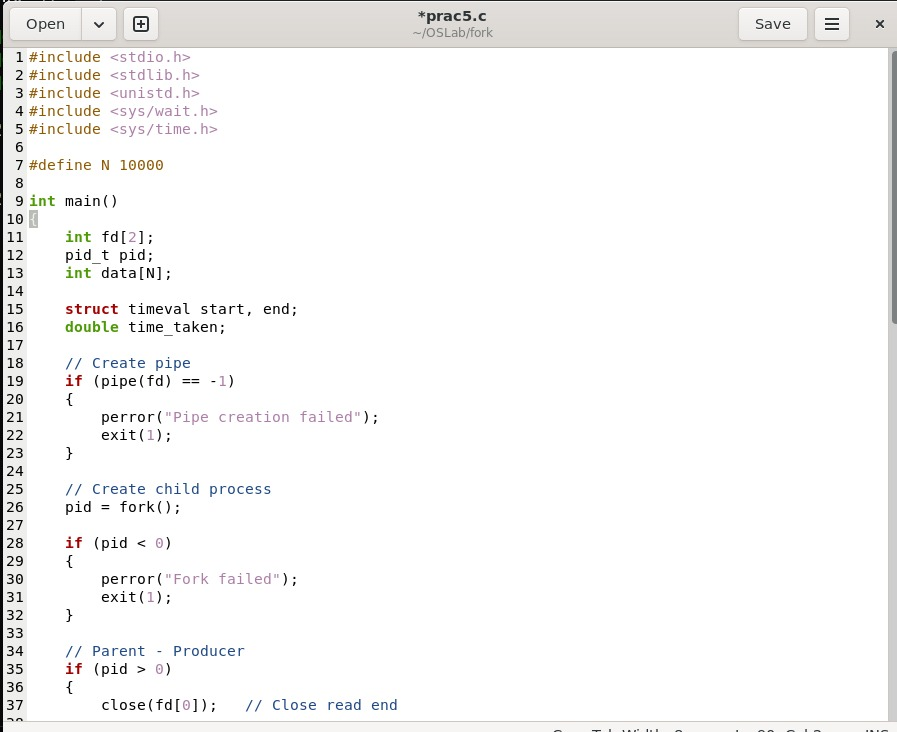 Open
*prac5.c
~/OSLab/fork
Save
1 #include <stdio.h>
2 #include <stdlib.h>
3 #include <unistd.h>
4 #include <sys/wait.h>
5 #include <sys/time.h>
6
7 #define N 10000
8
9 int main()
10 {
11     int fd[2];
12     pid_t pid;
13     int data[N];
14
15     struct timeval start, end;
16     double time_taken;
17
18     // Create pipe
19     if (pipe(fd) == -1)
20     {
21         perror("Pipe creation failed");
22         exit(1);
23     }
24
25     // Create child process
26     pid = fork();
27
28     if (pid < 0)
29     {
30         perror("Fork failed");
31         exit(1);
32     }
33
34     // Parent - Producer
35     if (pid > 0)
36     {
37         close(fd[0]);   // Close read end